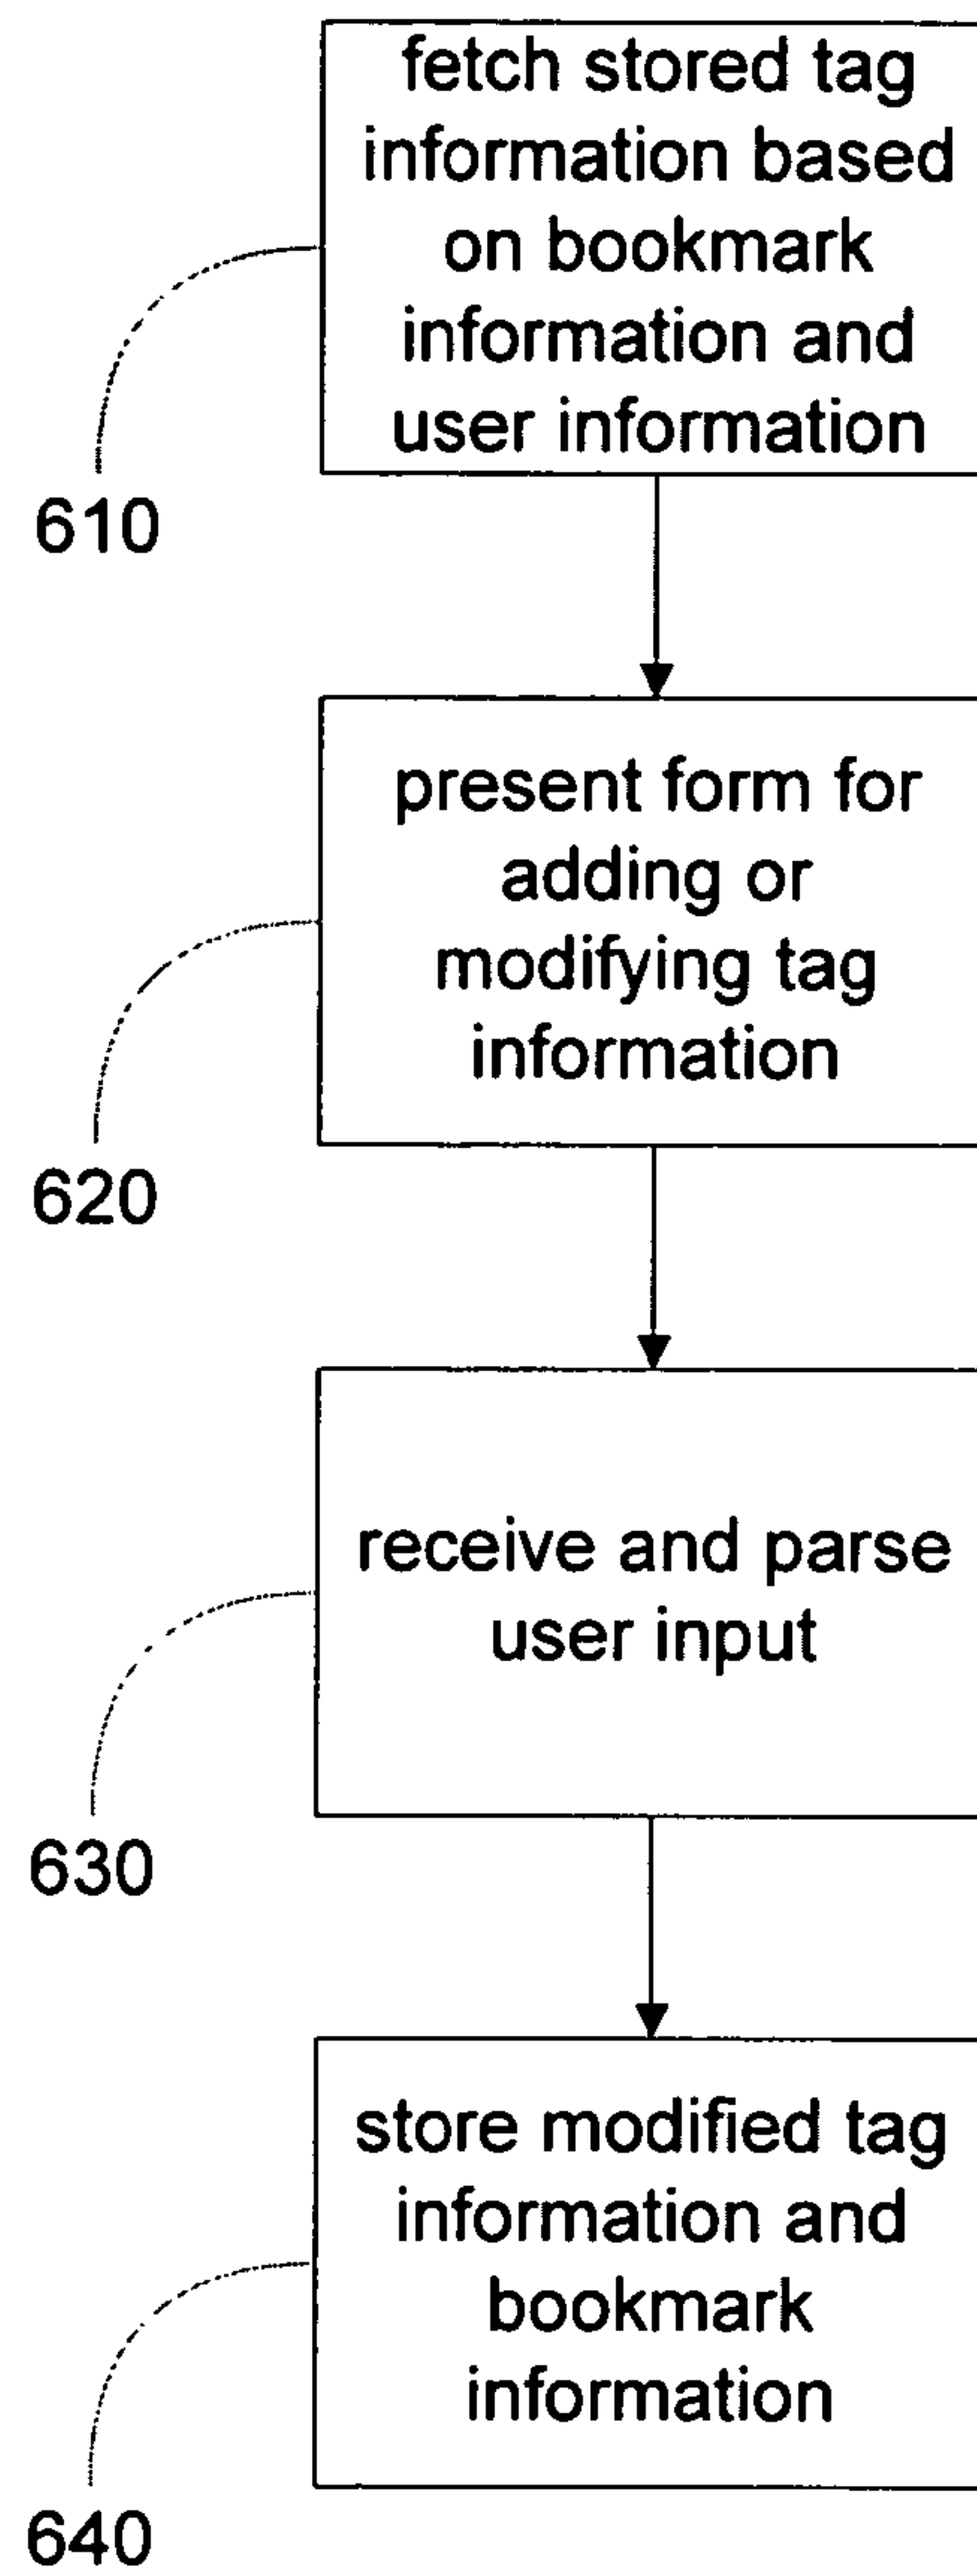 fetch stored tag
information based
on bookmark
information and
user information
610
present form for
adding or
modifying tag
information
620
receive and parse
user input
630
store modified tag
information and
bookmark
information
640